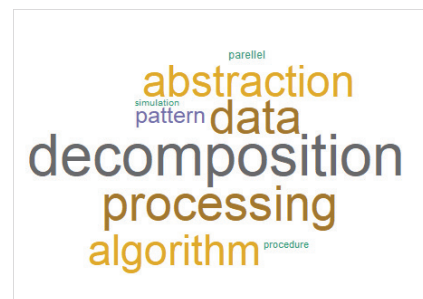 parellel
abstraction
simulation
pattern data
decomposition
processing
algorithm procedure